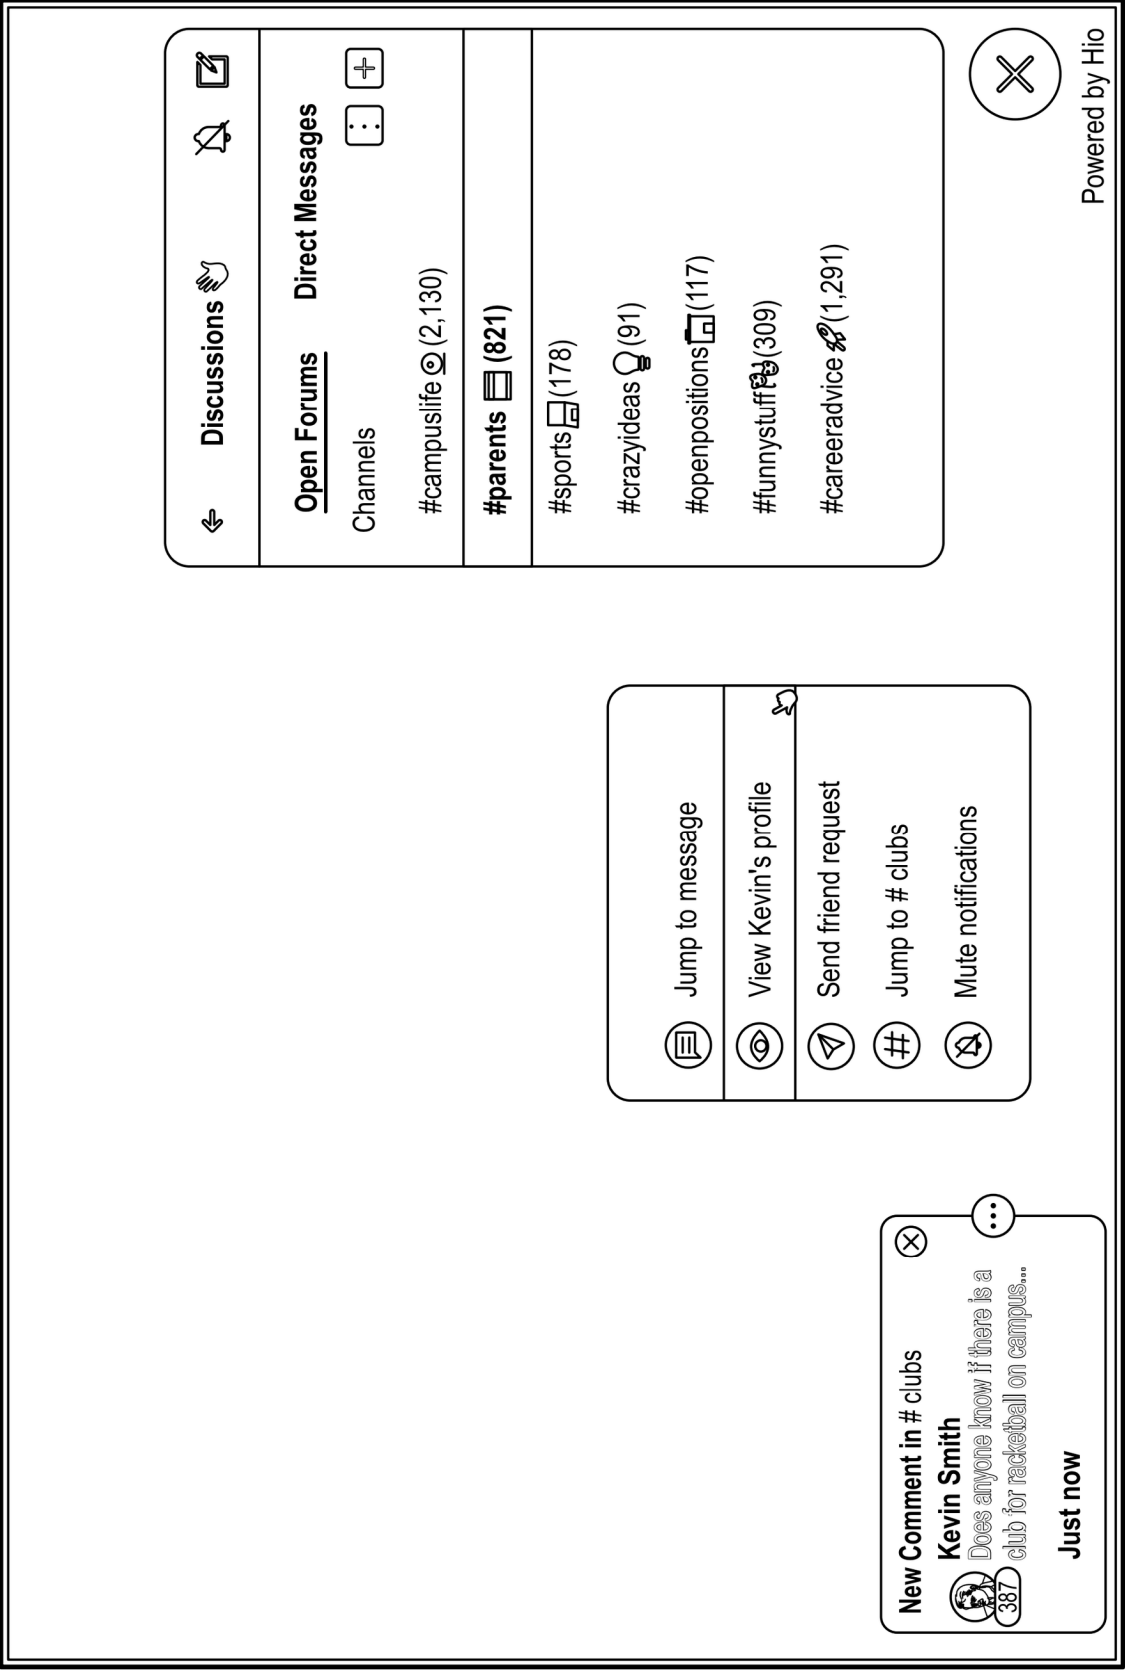 New Comment in # clubs
Kevin Smith
Does anyone know if there is a
club for racketball on campus...
387
Just now
Jump to message
View Kevin's profile
Send friend request
Jump to # clubs
Mute notifications
Discussions
Open Forums Direct Messages
Channels
#campuslife (2,130)
#parents (821)
#sports (178)
#crazyideas (91)
#openpositions (117)
#funnystuff (309)
#careeradvice (1,291)
Powered by Hio